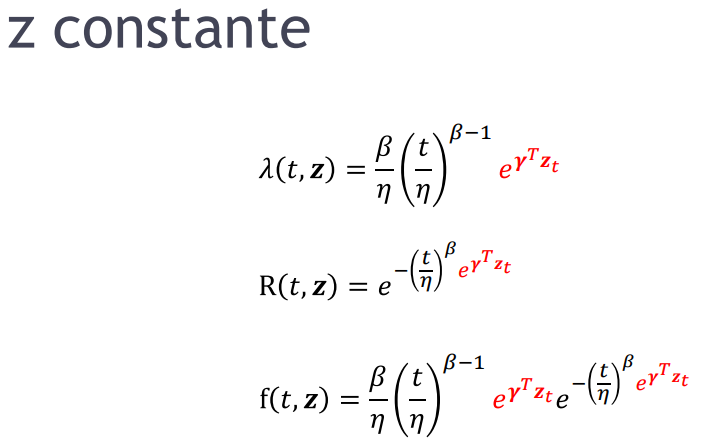 z constante
λ(t, z) = β/η (t/η)^(β−1) e^(γ^T z_t)
R(t, z) = e^(−(t/η)^β e^(γ^T z_t))
f(t, z) = β/η (t/η)^(β−1) e^(γ^T z_t) e^(−(t/η)^β e^(γ^T z_t))